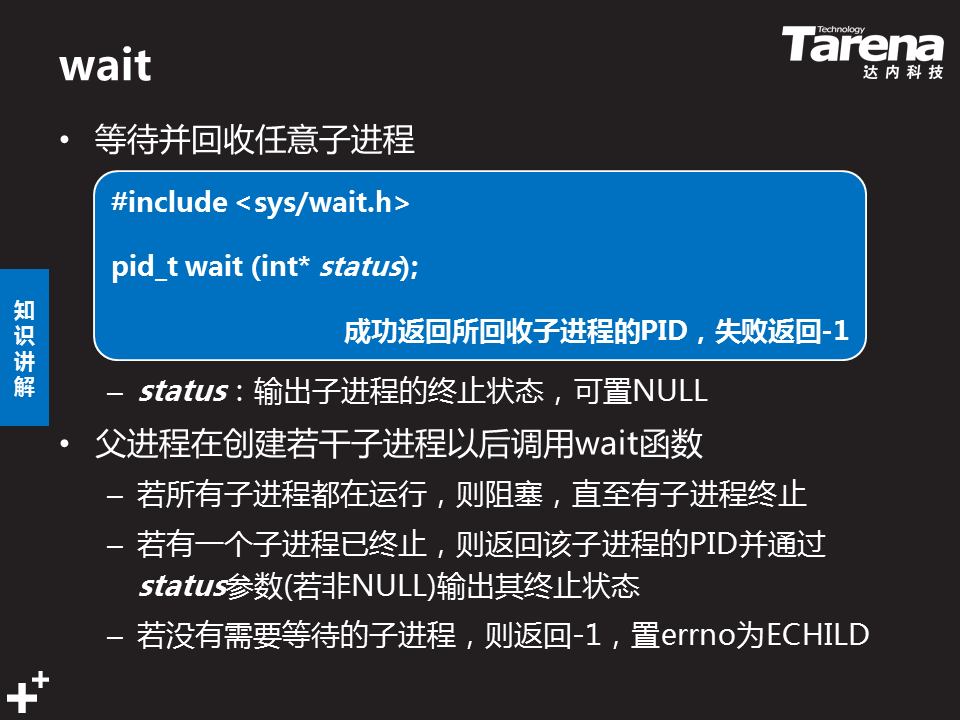 wait
Technology
Tarena
达内科技
• 等待并回收任意子进程
#include <sys/wait.h>
pid_t wait (int* status);
成功返回所回收子进程的PID，失败返回-1
– status：输出子进程的终止状态，可置NULL
• 父进程在创建若干子进程以后调用wait函数
– 若所有子进程都在运行，则阻塞，直至有子进程终止
– 若有一个子进程已终止，则返回该子进程的PID并通过
status参数(若非NULL)输出其终止状态
– 若没有需要等待的子进程，则返回-1，置errno为ECHILD
知
识
讲
解